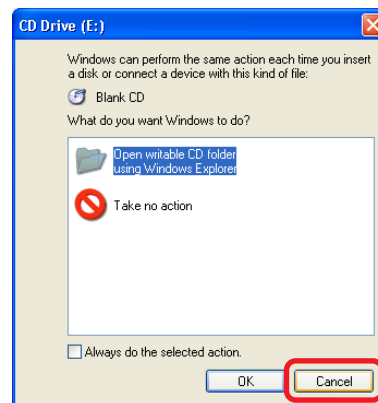 CD Drive (E:)
Windows can perform the same action each time you insert
a disk or connect a device with this kind of file:
Blank CD
What do you want Windows to do?
Open writable CD folder
using Windows Explorer
Take no action
Always do the selected action.
OK
Cancel